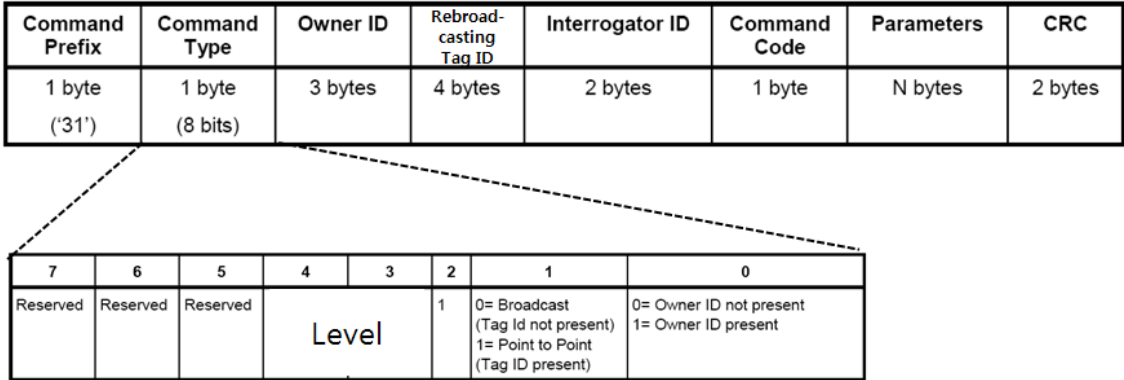 Command Prefix Command Type Owner ID Rebroad-casting Tag ID Interrogator ID Command Code Parameters CRC
1 byte ('31') 1 byte (8 bits) 3 bytes 4 bytes 2 bytes 1 byte N bytes 2 bytes
7 6 5 4 3 2 1 0
Reserved Reserved Reserved Level 1 0= Broadcast (Tag Id not present) 1= Point to Point (Tag ID present) 0= Owner ID not present 1= Owner ID present